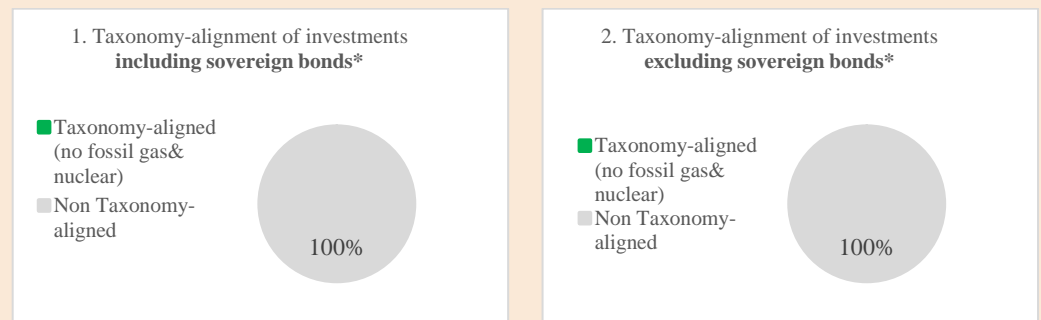 1. Taxonomy-alignment of investments
including sovereign bonds*
Taxonomy-aligned
(no fossil gas&
nuclear)
Non Taxonomy-
aligned
100%
2. Taxonomy-alignment of investments
excluding sovereign bonds*
Taxonomy-aligned
(no fossil gas&
nuclear)
Non Taxonomy-
aligned
100%